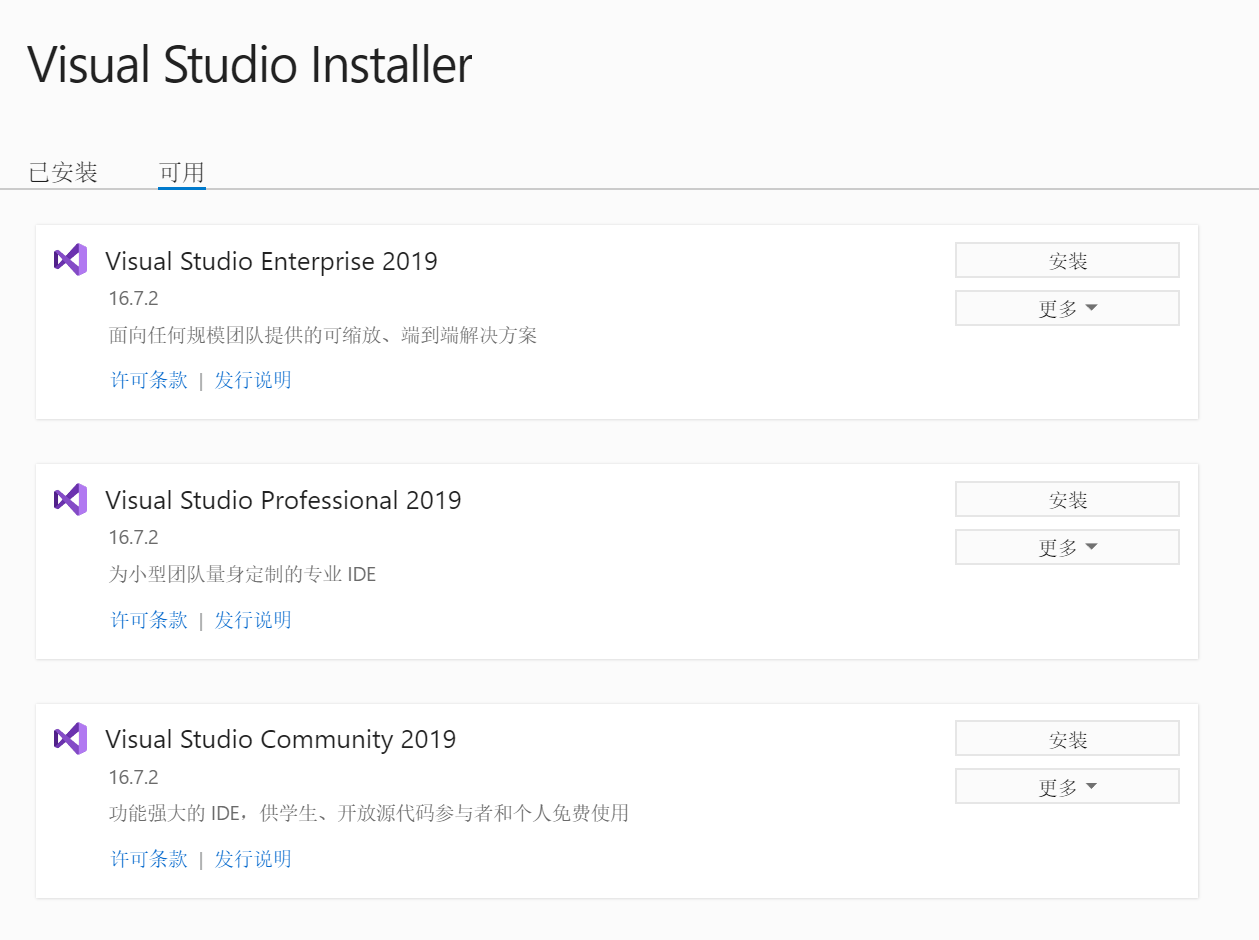 Visual Studio Installer
已安装 可用
Visual Studio Enterprise 2019
安装
16.7.2
更多
面向任何规模团队提供的可缩放、端到端解决方案
许可条款 | 发行说明
Visual Studio Professional 2019
安装
16.7.2
更多
为小型团队量身定制的专业 IDE
许可条款 | 发行说明
Visual Studio Community 2019
安装
16.7.2
更多
功能强大的 IDE，供学生、开放源代码参与者和个人免费使用
许可条款 | 发行说明